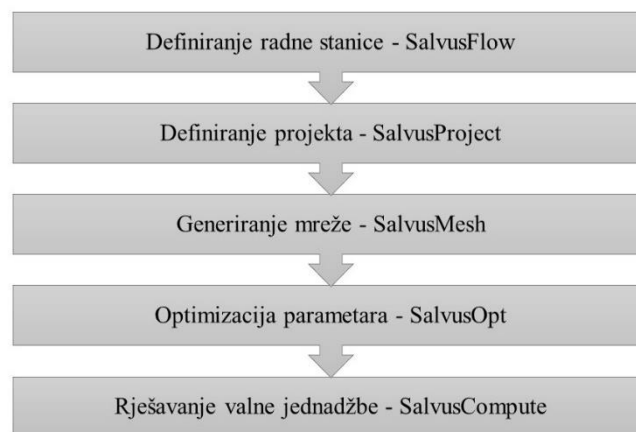 Definiranje radne stanice - SalvusFlow
Definiranje projekta - SalvusProject
Generiranje mreže - SalvusMesh
Optimizacija parametara - SalvusOpt
Rješavanje valne jednadžbe - SalvusCompute